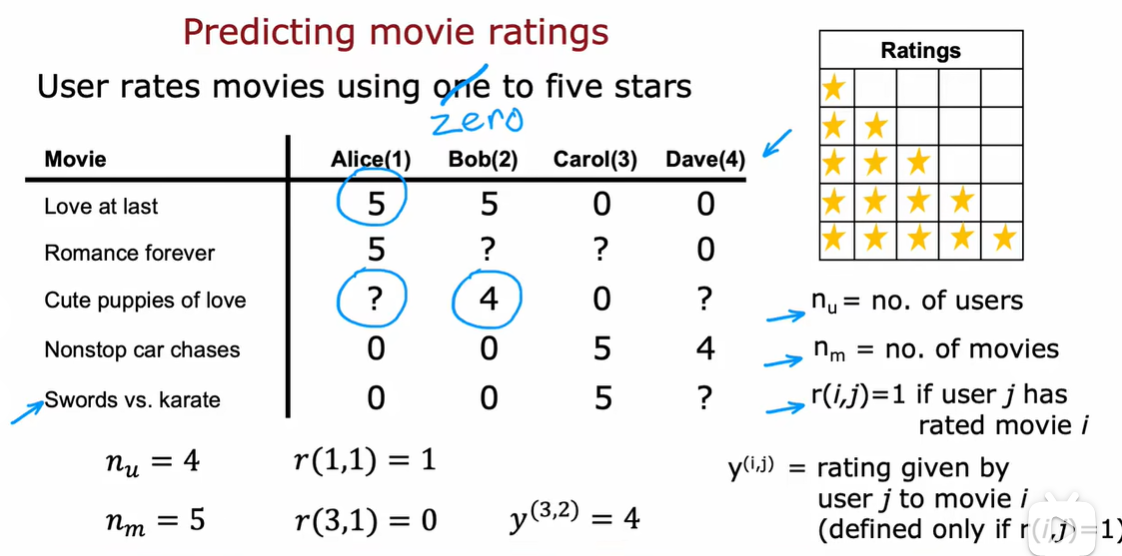 Predicting movie ratings
User rates movies using one to five stars
zero
Ratings
Movie Alice(1) Bob(2) Carol(3) Dave(4)
Love at last 5 5 0 0
Romance forever 5 ? ? 0
Cute puppies of love ? 4 0 ?
Nonstop car chases 0 0 5 4
Swords vs. karate 0 0 5 ?
n_u = no. of users
n_m = no. of movies
r(i,j)=1 if user j has
rated movie i
n_u = 4 r(1,1) = 1
n_m = 5 r(3,1) = 0 y^(3,2) = 4
y^(i,j) = rating given by
user j to movie i
(defined only if r(i,j)=1)